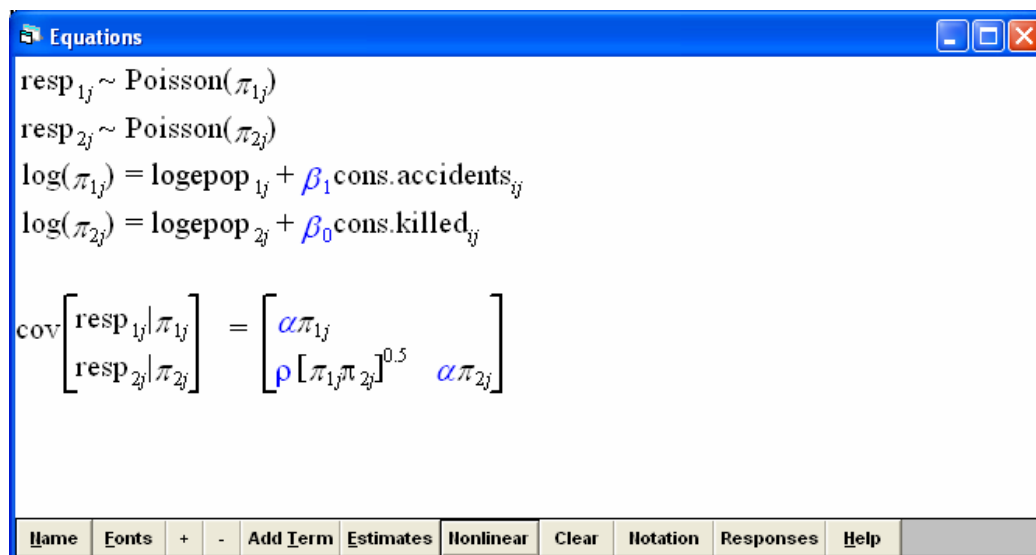 Equations
resp₁ⱼ ~ Poisson(π₁ⱼ)
resp₂ⱼ ~ Poisson(π₂ⱼ)
log(π₁ⱼ) = logepop₁ⱼ + β₁cons.accidentsᵢⱼ
log(π₂ⱼ) = logepop₂ⱼ + β₀cons.killedᵢⱼ
cov[resp₁ⱼ|π₁ⱼ = [απ₁ⱼ
resp₂ⱼ|π₂ⱼ] ρ[π₁ⱼπ₂ⱼ]⁰·⁵ απ₂ⱼ]
Name Fonts + - Add Term Estimates Nonlinear Clear Notation Responses Help